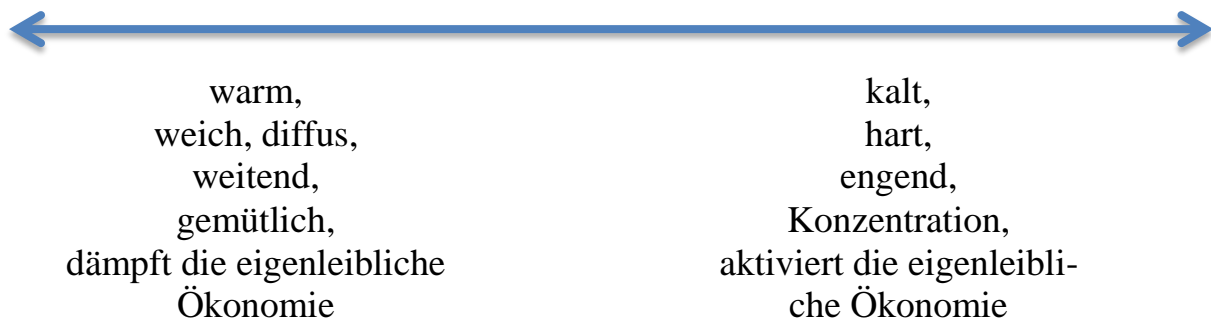 warm,
weich, diffus,
weitend,
gemütlich,
dämpft die eigenleibliche
Ökonomie
kalt,
hart,
engend,
Konzentration,
aktiviert die eigenleibli-
che Ökonomie